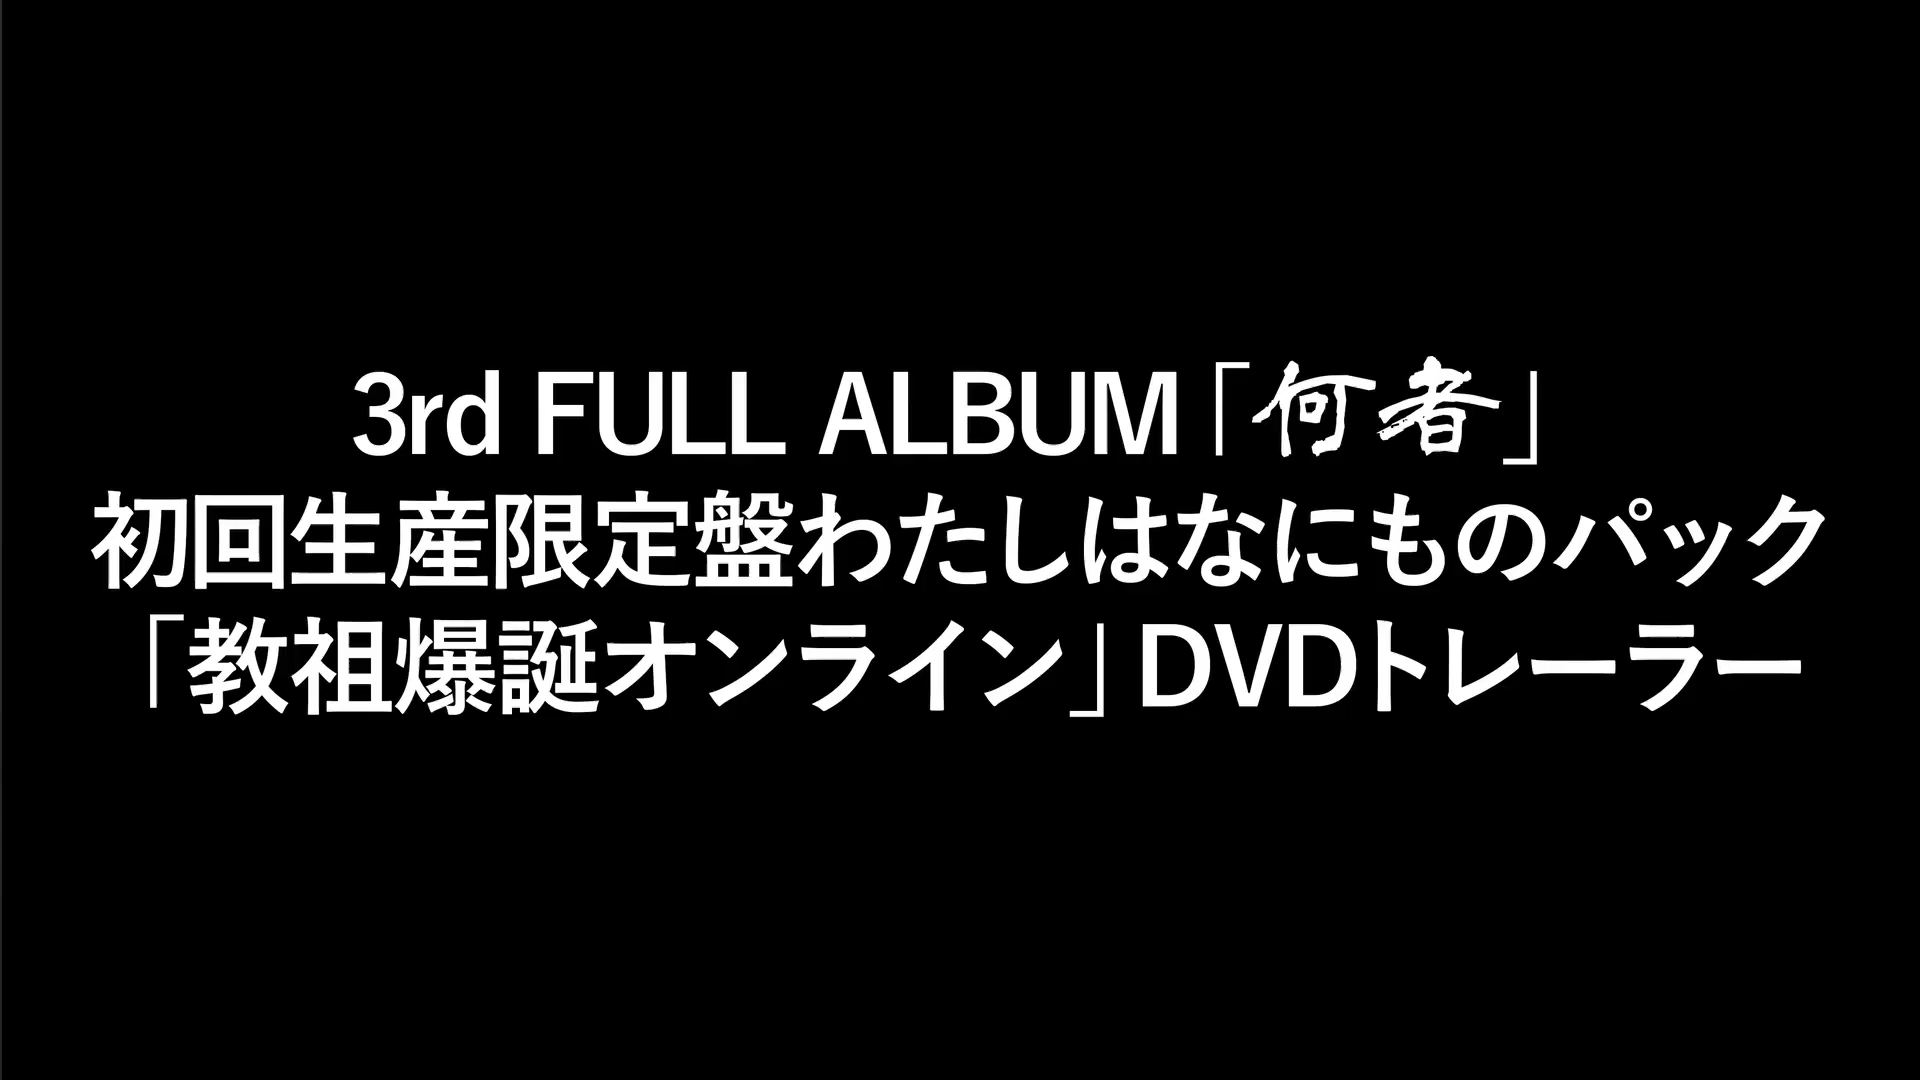 3rd FULL ALBUM「何者」
初回生産限定盤わたしはなにものパック
「教祖爆誕オンライン」DVDトレーラー